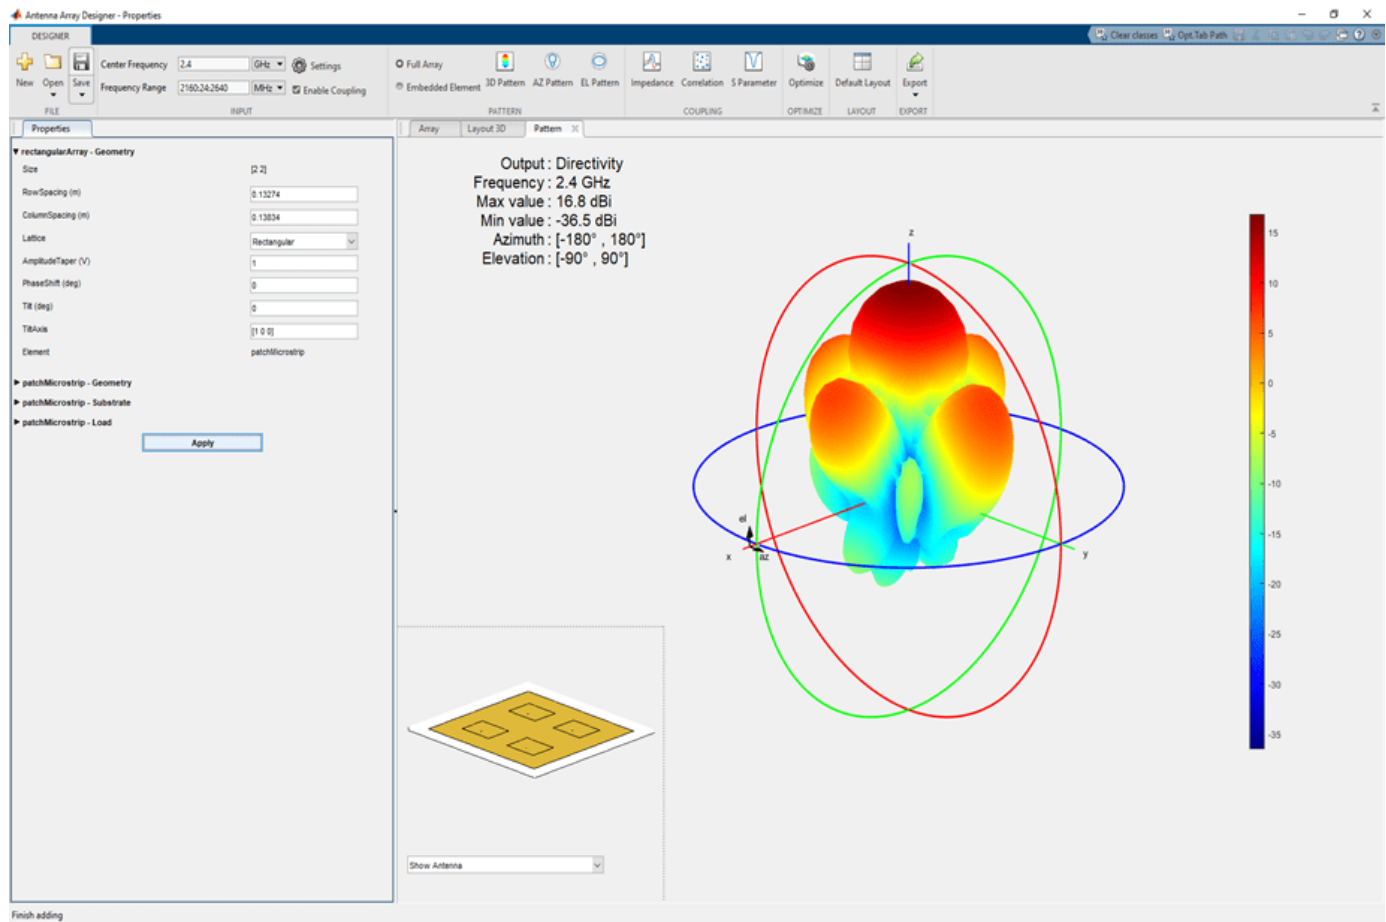 Antenna Array Designer - Properties
DESIGNER
Clear classes Opt.Tab Path
New Open Save
FILE
Center Frequency 2.4 GHz Settings
Frequency Range 2160:24:2640 MHz Enable Coupling
INPUT
Full Array
Embedded Element
3D Pattern AZ Pattern EL Pattern
PATTERN
Impedance Correlation S Parameter
COUPLING
Optimize
OPTIMIZE
Default Layout
LAYOUT
Export
EXPORT
Properties
rectangularArray - Geometry
Size [2 2]
RowSpacing (m) 0.13274
ColumnSpacing (m) 0.13834
Lattice Rectangular
AmplitudeTaper (V) 1
PhaseShift (deg) 0
Tilt (deg) 0
TiltAxis [1 0 0]
Element patchMicrostrip
patchMicrostrip - Geometry
patchMicrostrip - Substrate
patchMicrostrip - Load
Apply
Array Layout 3D Pattern
Output : Directivity
Frequency : 2.4 GHz
Max value : 16.8 dBi
Min value : -36.5 dBi
Azimuth : [-180° , 180°]
Elevation : [-90° , 90°]
z
el
x
az
y
15
10
5
0
-5
-10
-15
-20
-25
-30
-35
Show Antenna
Finish adding